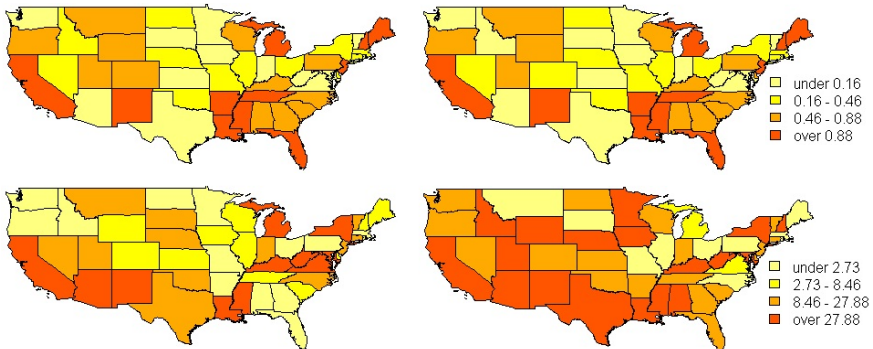 under 0.16
0.16 - 0.46
0.46 - 0.88
over 0.88
under 2.73
2.73 - 8.46
8.46 - 27.88
over 27.88